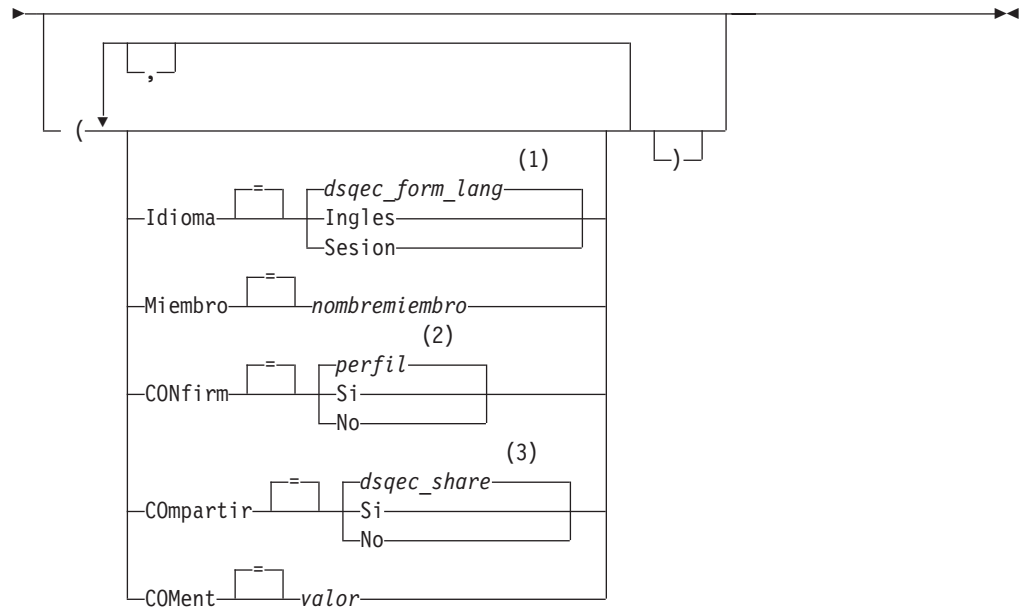 ,
( )
(1)
=
dsqec_form_lang
Idioma Ingles
Sesion
=
Miembro nombremiembro
(2)
=
perfil
CONfirm Si
No
(3)
=
dsqec_share
COmpartir Si
No
=
COMent valor